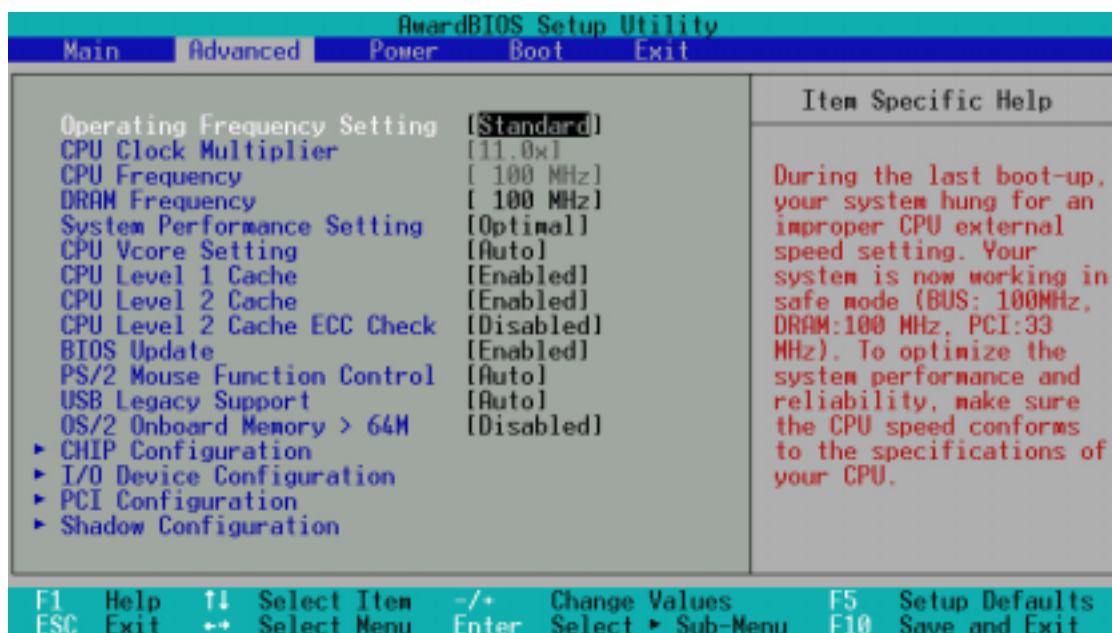 AwardBIOS Setup Utility
Main Advanced Power Boot Exit
Operating Frequency Setting [Standard]
CPU Clock Multiplier [11.0x]
CPU Frequency [ 100 MHz]
DRAM Frequency [ 100 MHz]
System Performance Setting [Optimal]
CPU Vcore Setting [Auto]
CPU Level 1 Cache [Enabled]
CPU Level 2 Cache [Enabled]
CPU Level 2 Cache ECC Check [Disabled]
BIOS Update [Enabled]
PS/2 Mouse Function Control [Auto]
USB Legacy Support [Auto]
OS/2 Onboard Memory > 64M [Disabled]
► CHIP Configuration
► I/O Device Configuration
► PCI Configuration
► Shadow Configuration
Item Specific Help
During the last boot-up,
your system hung for an
improper CPU external
speed setting. Your
system is now working in
safe mode (BUS: 100MHz,
DRAM:100 MHz, PCI:33
MHz). To optimize the
system performance and
reliability, make sure
the CPU speed conforms
to the specifications of
your CPU.
F1 Help ↑↓ Select Item -/+ Change Values F5 Setup Defaults
ESC Exit ←→ Select Menu Enter Select ► Sub-Menu F10 Save and Exit